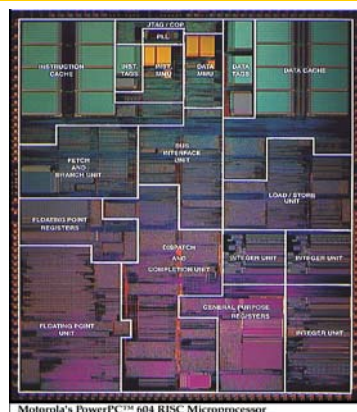 JTAG / COP
PLL
INSTRUCTION
CACHE
INST.
TAGS
INST.
MMU
DATA
MMU
DATA
TAGS
DATA CACHE
BUS
INTERFACE
UNIT
FETCH
AND
BRANCH UNIT
LOAD / STORE
UNIT
FLOATING POINT
REGISTERS
DISPATCH
AND
COMPLETION UNIT
INTEGER UNIT
INTEGER UNIT
GENERAL PURPOSE
REGISTERS
FLOATING POINT
UNIT
INTEGER UNIT
Motorola's PowerPC™ 604 RISC Microprocessor